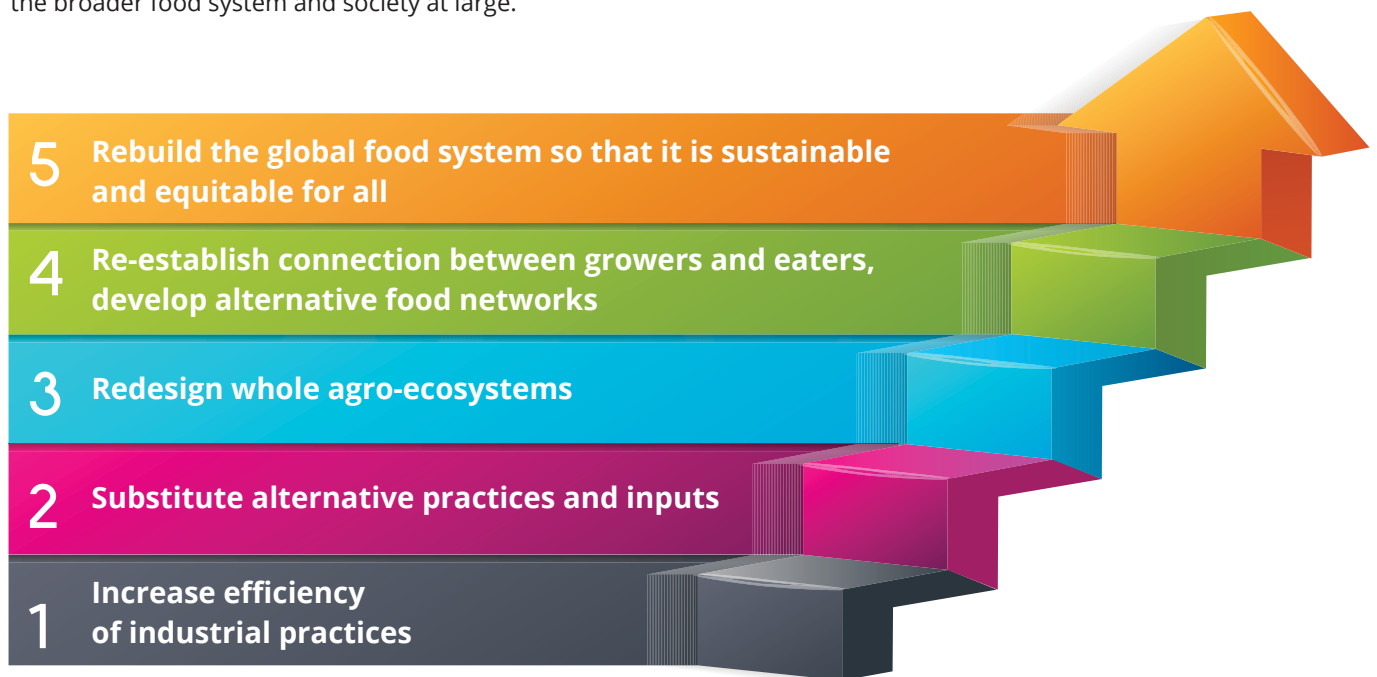 the broader food system and society at large.
5 Rebuild the global food system so that it is sustainable
and equitable for all
4 Re-establish connection between growers and eaters,
develop alternative food networks
3 Redesign whole agro-ecosystems
2 Substitute alternative practices and inputs
1 Increase efficiency
of industrial practices